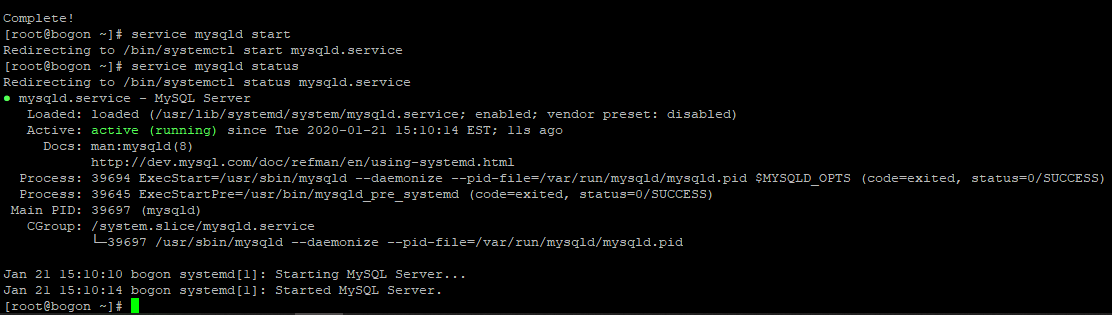 Complete!
[root@bogon ~]# service mysqld start
Redirecting to /bin/systemctl start mysqld.service
[root@bogon ~]# service mysqld status
Redirecting to /bin/systemctl status mysqld.service
● mysqld.service - MySQL Server
   Loaded: loaded (/usr/lib/systemd/system/mysqld.service; enabled; vendor preset: disabled)
   Active: active (running) since Tue 2020-01-21 15:10:14 EST; 11s ago
     Docs: man:mysqld(8)
           http://dev.mysql.com/doc/refman/en/using-systemd.html
  Process: 39694 ExecStart=/usr/sbin/mysqld --daemonize --pid-file=/var/run/mysqld/mysqld.pid $MYSQLD_OPTS (code=exited, status=0/SUCCESS)
  Process: 39645 ExecStartPre=/usr/bin/mysqld_pre_systemd (code=exited, status=0/SUCCESS)
 Main PID: 39697 (mysqld)
   CGroup: /system.slice/mysqld.service
           └─39697 /usr/sbin/mysqld --daemonize --pid-file=/var/run/mysqld/mysqld.pid

Jan 21 15:10:10 bogon systemd[1]: Starting MySQL Server...
Jan 21 15:10:14 bogon systemd[1]: Started MySQL Server.
[root@bogon ~]#